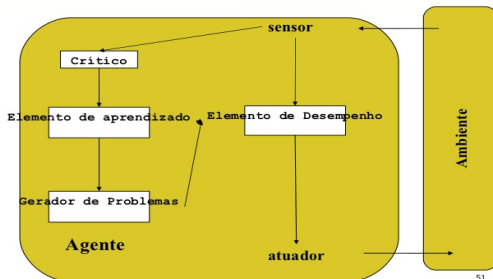 sensor
Crítico
Elemento de aprendizado
Elemento de Desempenho
Gerador de Problemas
Agente
atuador
Ambiente
51